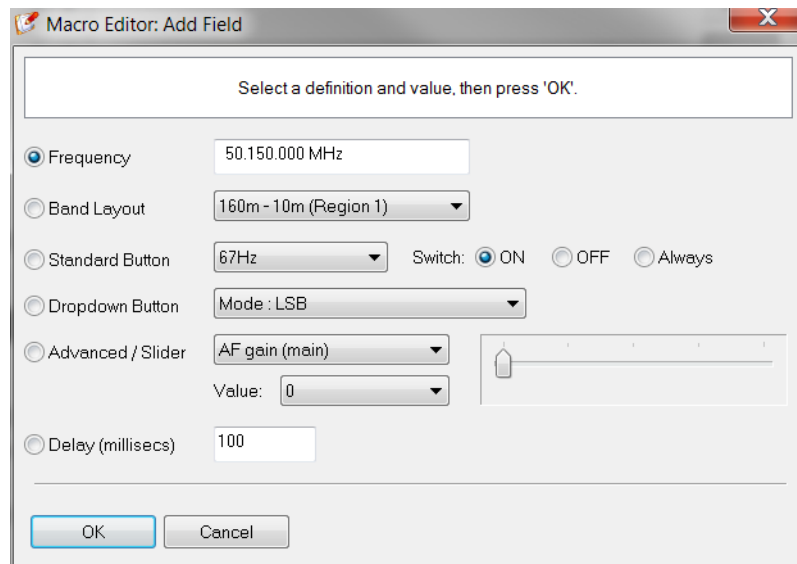 Macro Editor: Add Field
Select a definition and value, then press 'OK'.
Frequency 50.150.000 MHz
Band Layout 160m - 10m (Region 1)
Standard Button 67Hz Switch: ON OFF Always
Dropdown Button Mode : LSB
Advanced / Slider AF gain (main)
Value: 0
Delay (millisecs) 100
OK Cancel